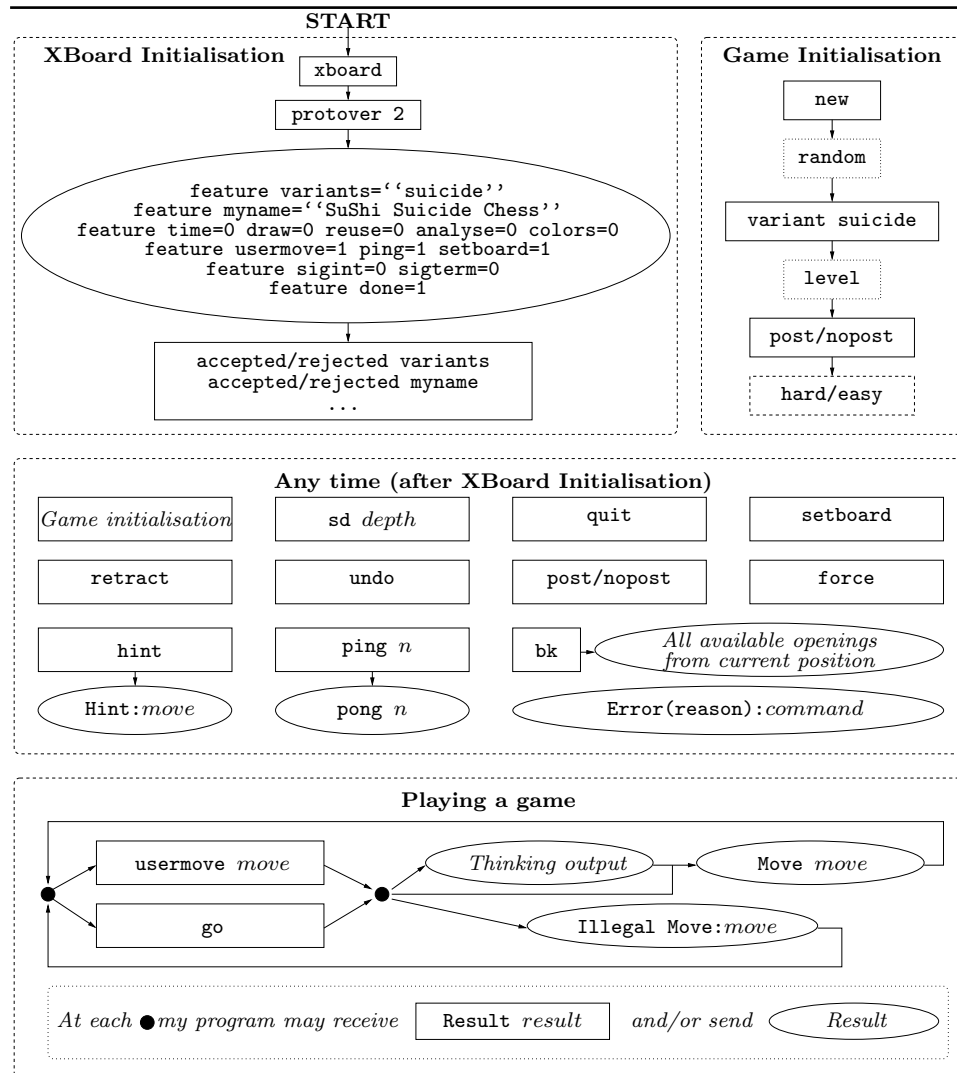 START
XBoard Initialisation
xboard
protover 2
feature variants=‘‘suicide’’
feature myname=‘‘SuShi Suicide Chess’’
feature time=0 draw=0 reuse=0 analyse=0 colors=0
feature usermove=1 ping=1 setboard=1
feature sigint=0 sigterm=0
feature done=1
accepted/rejected variants
accepted/rejected myname
...
Game Initialisation
new
random
variant suicide
level
post/nopost
hard/easy
Any time (after XBoard Initialisation)
Game initialisation
sd depth
quit
setboard
retract
undo
post/nopost
force
hint
ping n
bk
All available openings
from current position
Hint:move
pong n
Error(reason):command
Playing a game
usermove move
Thinking output
Move move
go
Illegal Move:move
At each ● my program may receive Result result and/or send Result